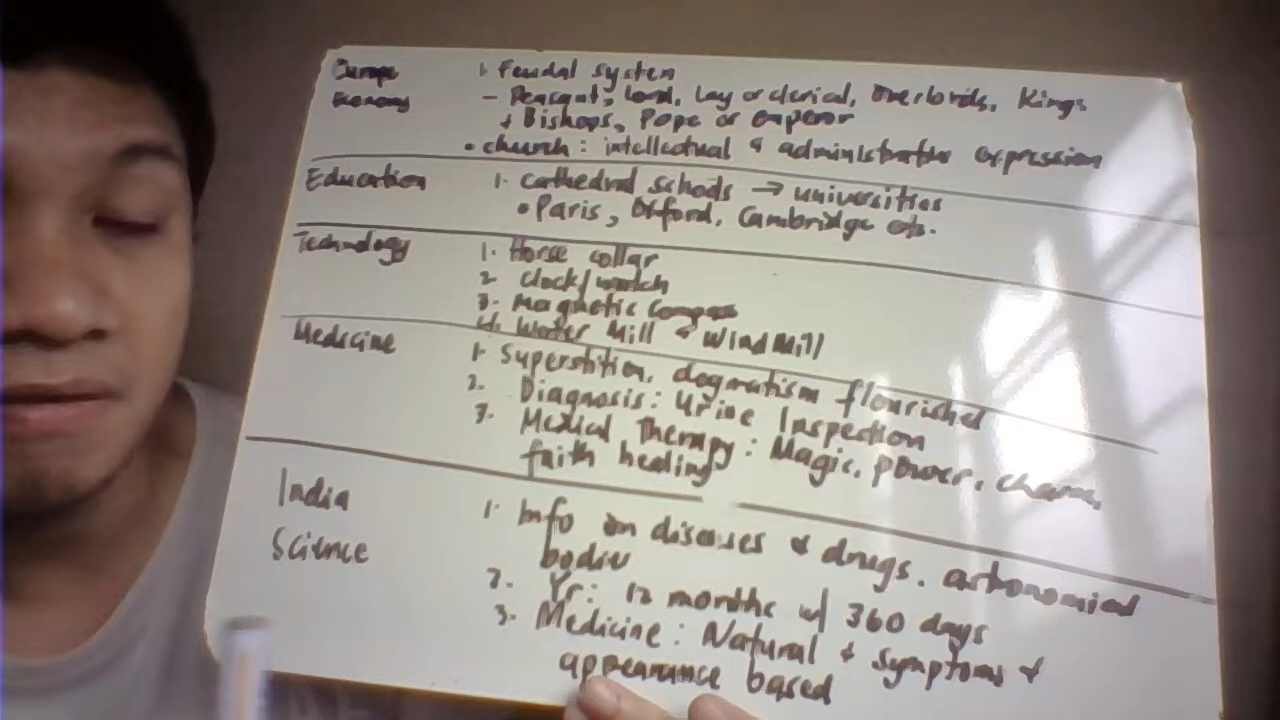 Europe 1. Feudal system
Economy - Peasant, lord, lay or clerical, overlords, Kings
+ Bishops, Pope or emperor
• church: intellectual & administrative expression
Education 1. Cathedral schools → universities
• Paris, Oxford, Cambridge etc.
Technology 1. Horse collar
2. Clock/watch
3. Magnetic Compass
4. Water Mill & Wind Mill
Medicine 1. Superstition, dogmatism flourished
2. Diagnosis: Urine Inspection
3. Medical Therapy: Magic, power, charm,
faith healing
India 1. Info on diseases & drugs. astronomical
bodies
Science 2. Yr: 12 months w/ 360 days
3. Medicine: Natural & symptoms &
appearance based